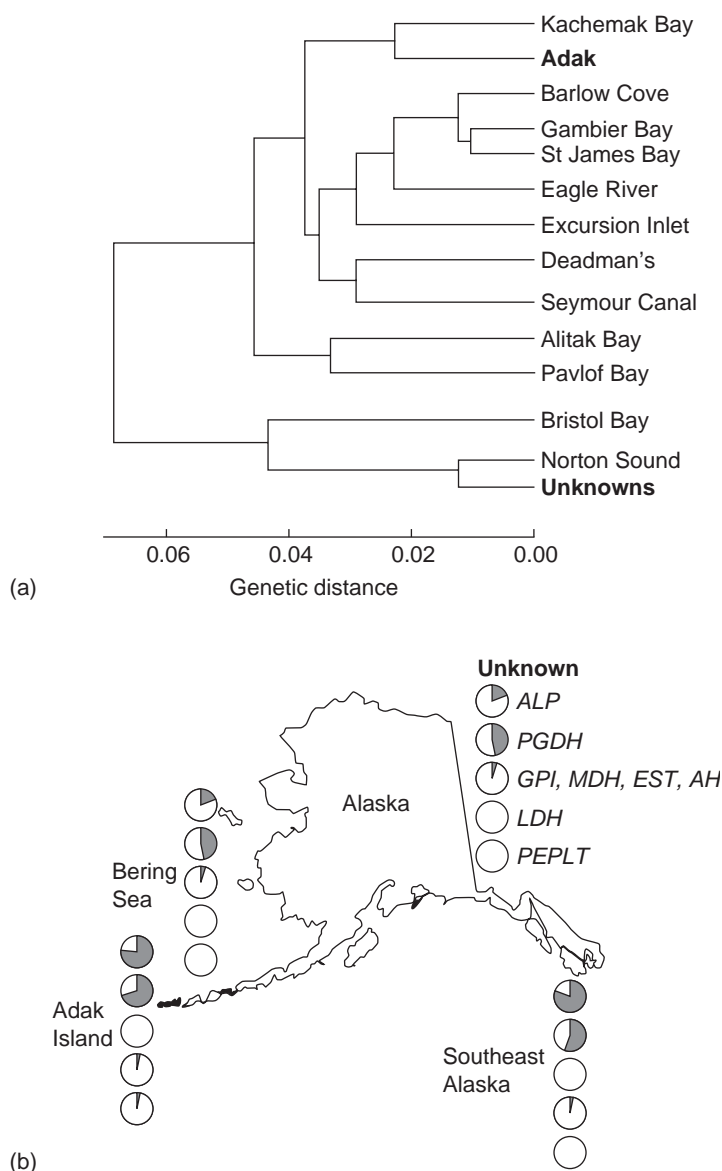 Kachemak Bay
Adak
Barlow Cove
Gambier Bay
St James Bay
Eagle River
Excursion Inlet
Deadman's
Seymour Canal
Alitak Bay
Pavlof Bay
Bristol Bay
Norton Sound
Unknowns
0.06 0.04 0.02 0.00
Genetic distance
(a)
Unknown
ALP
PGDH
GPI, MDH, EST, AH
LDH
PEPLT
Alaska
Bering
Sea
Adak
Island
Southeast
Alaska
(b)